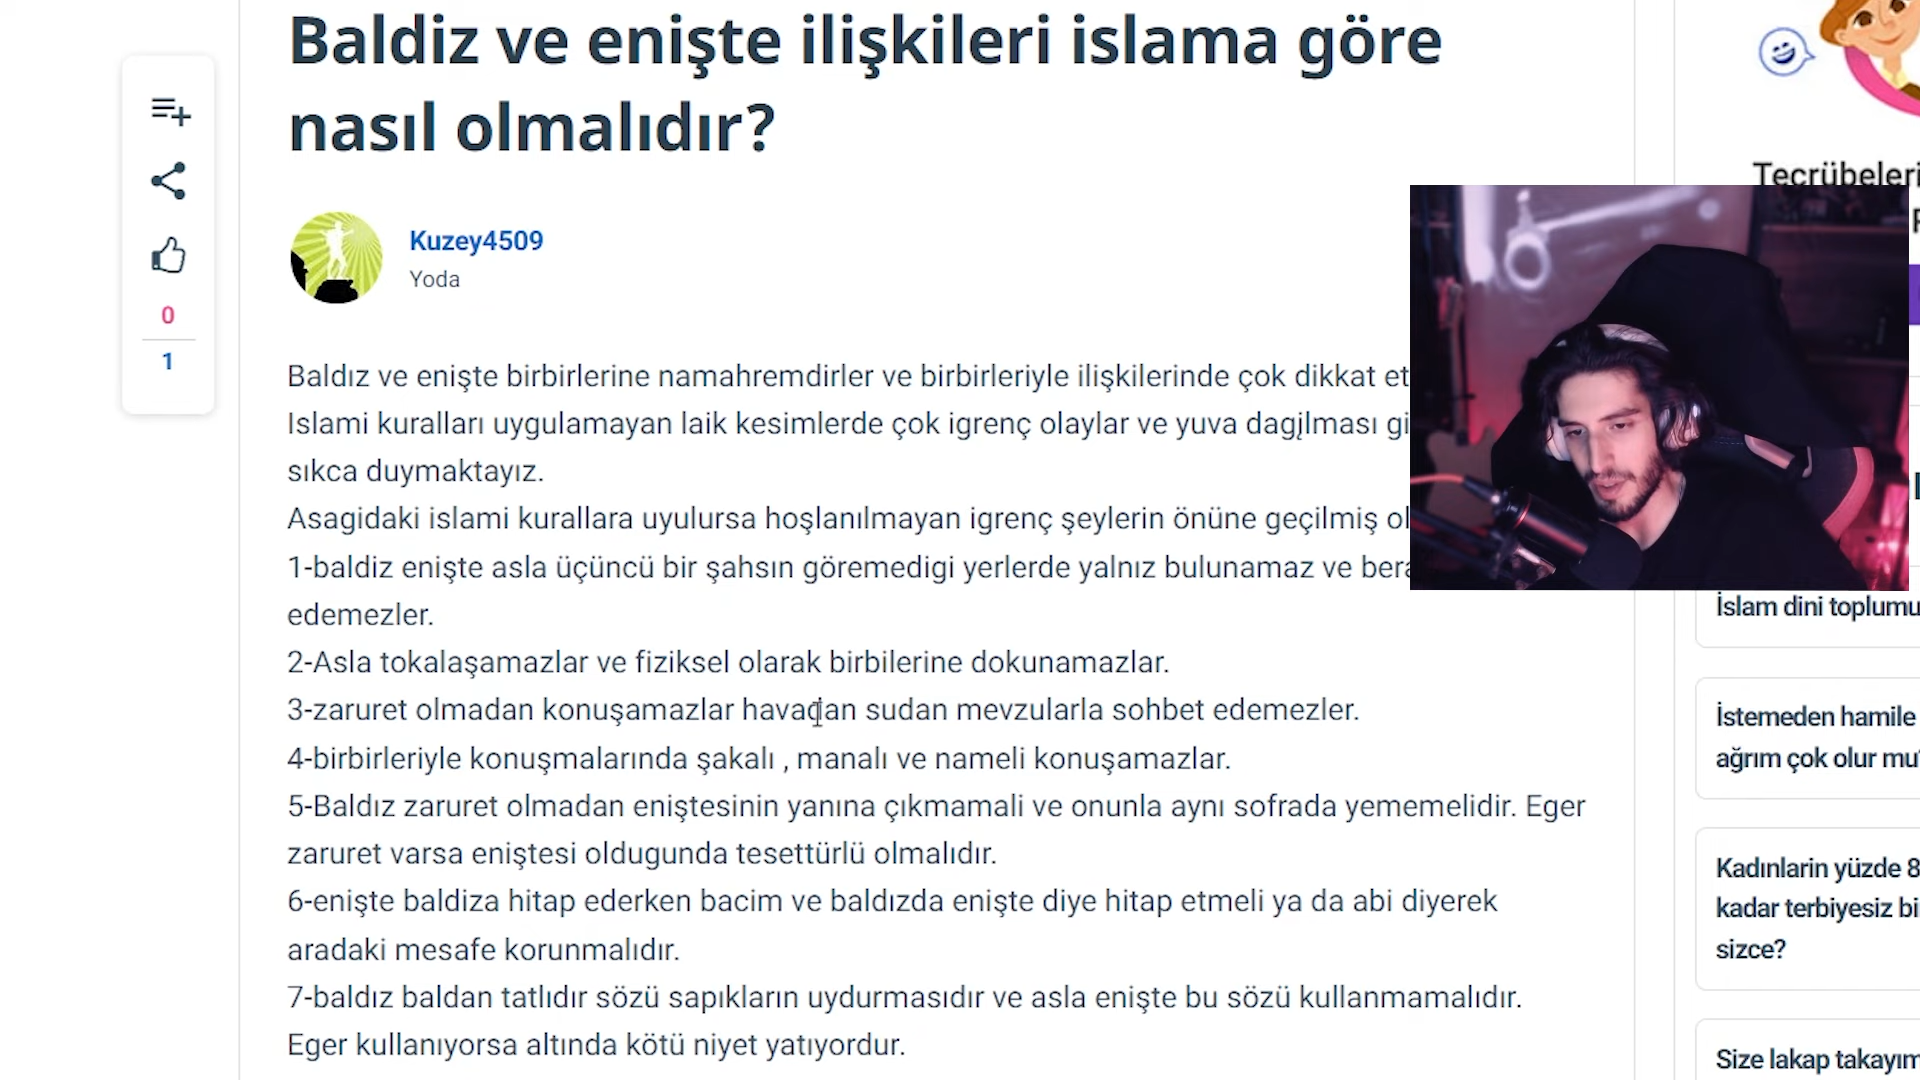 Baldiz ve enişte ilişkileri islama göre
nasıl olmalıdır?
Kuzey4509
Yoda
0
1
Baldız ve enişte birbirlerine namahremdirler ve birbirleriyle ilişkilerinde çok dikkat et
Islami kuralları uygulamayan laik kesimlerde çok igrenç olaylar ve yuva dagįlması gi
sıkca duymaktayız.
Asagidaki islami kurallara uyulursa hoşlanılmayan igrenç şeylerin önüne geçilmiş ol
1-baldiz enişte asla üçüncü bir şahsın göremedigi yerlerde yalnız bulunamaz ve bera
edemezler.
2-Asla tokalaşamazlar ve fiziksel olarak birbilerine dokunamazlar.
3-zaruret olmadan konuşamazlar havadan sudan mevzularla sohbet edemezler.
4-birbirleriyle konuşmalarında şakalı , manalı ve nameli konuşamazlar.
5-Baldız zaruret olmadan eniştesinin yanına çıkmamali ve onunla aynı sofrada yememelidir. Eger
zaruret varsa eniştesi oldugunda tesettürlü olmalıdır.
6-enişte baldiza hitap ederken bacim ve baldızda enişte diye hitap etmeli ya da abi diyerek
aradaki mesafe korunmalıdır.
7-baldız baldan tatlıdır sözü sapıkların uydurmasıdır ve asla enişte bu sözü kullanmamalıdır.
Eger kullanıyorsa altında kötü niyet yatıyordur.
Tecrübeleri
İslam dini toplumu
İstemeden hamile
ağrım çok olur mu
Kadınlarin yüzde 8
kadar terbiyesiz bi
sizce?
Size lakap takayım